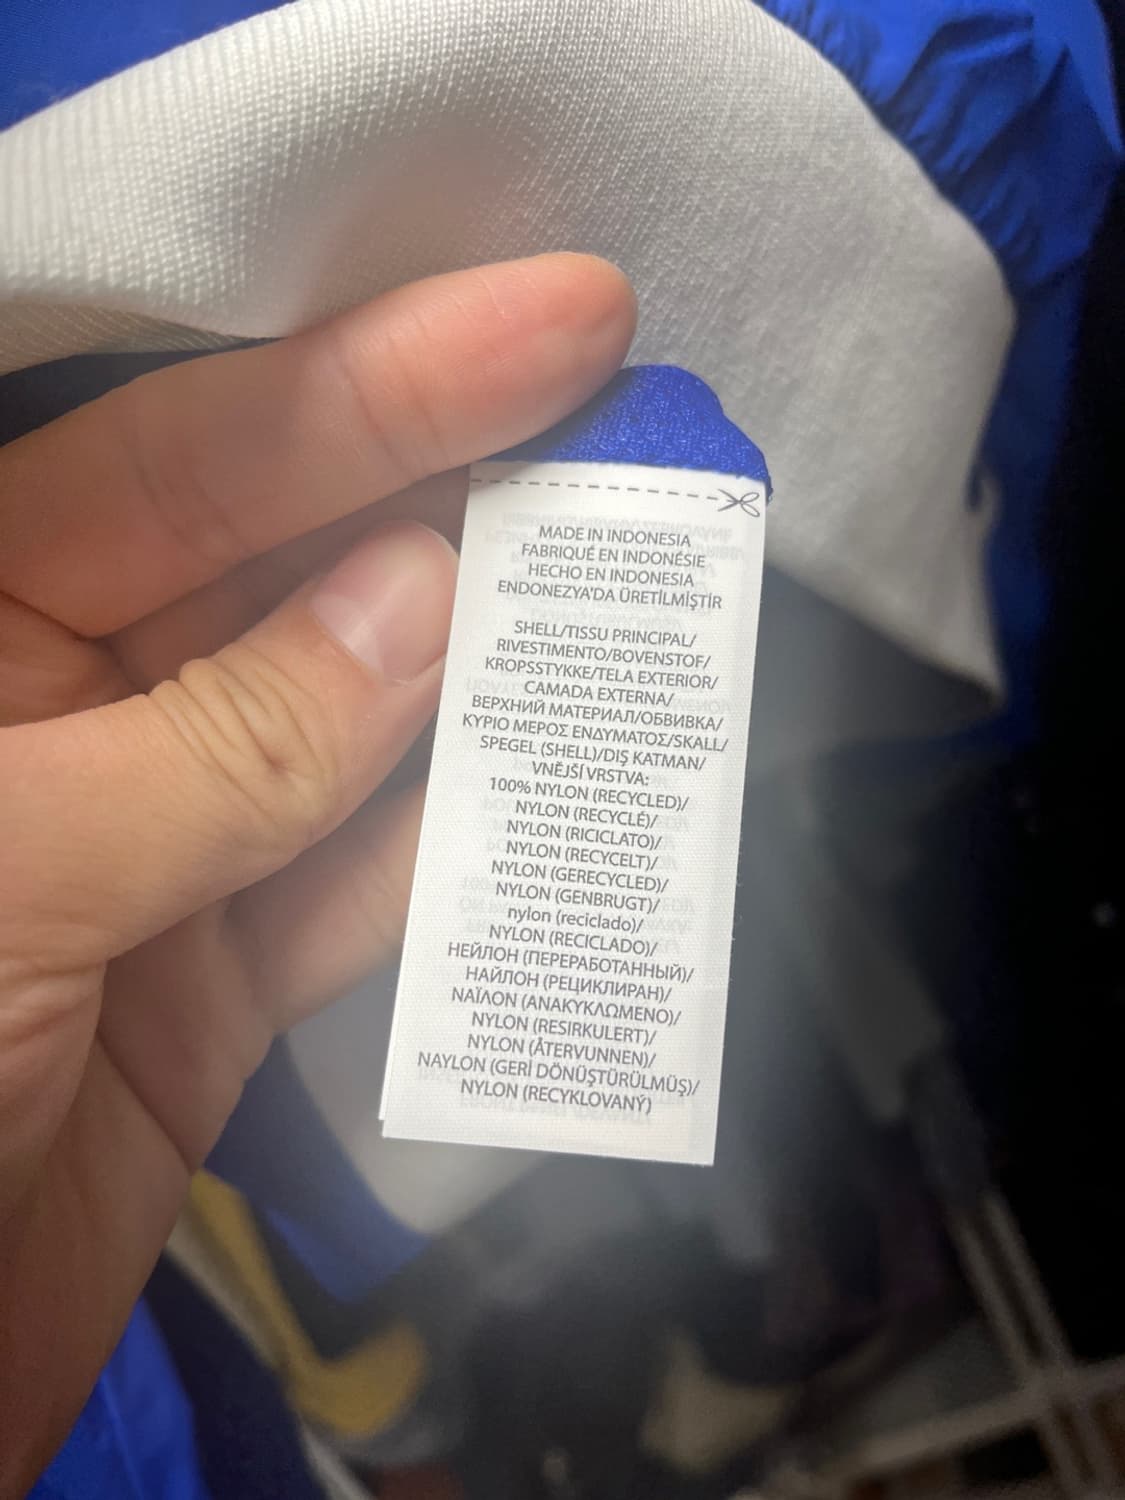 MADE IN INDONESIA
FABRIQUÉ EN INDONÉSIE
HECHO EN INDONESIA
ENDONEZYA'DA ÜRETİLMİŞTİR
SHELL/TISSU PRINCIPAL/
RIVESTIMENTO/BOVENSTOF/
KROPSSTYKKE/TELA EXTERIOR/
CAMADA EXTERNA/
ВЕРХНИЙ МАТЕРИАЛ/ОБВИВКА/
ΚΥΡΙΟ ΜΕΡΟΣ ΕΝΔΥΜΑΤΟΣ/SKALL/
SPEGEL (SHELL)/DIŞ KATMAN/
VNĚJŠÍ VRSTVA:
100% NYLON (RECYCLED)/
NYLON (RECYCLÉ)/
NYLON (RICICLATO)/
NYLON (RECYCELT)/
NYLON (GERECYCLED)/
NYLON (GENBRUGT)/
nylon (reciclado)/
NYLON (RECICLADO)/
НЕЙЛОН (ПЕРЕРАБОТАННЫЙ)/
НАЙЛОН (РЕЦИКЛИРАН)/
ΝΑΪΛΟΝ (ΑΝΑΚΥΚΛΩΜΕΝΟ)/
NYLON (RESIRKULERT)/
NYLON (ÅTERVUNNEN)/
NAYLON (GERİ DÖNÜŞTÜRÜLMÜŞ)/
NYLON (RECYKLOVANÝ)